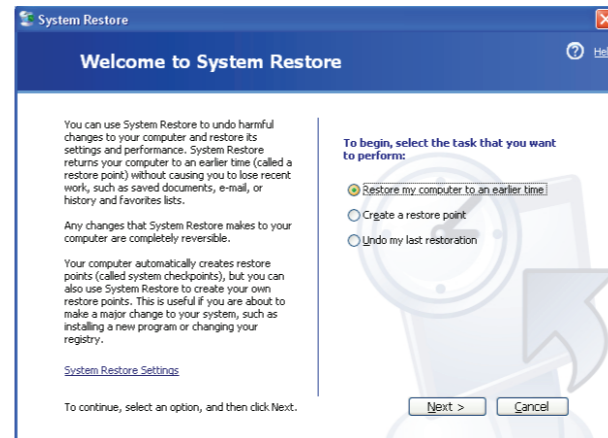 System Restore
Welcome to System Restore
You can use System Restore to undo harmful
changes to your computer and restore its
settings and performance. System Restore
returns your computer to an earlier time (called a
restore point) without causing you to lose recent
work, such as saved documents, e-mail, or
history and favorites lists.
Any changes that System Restore makes to your
computer are completely reversible.
Your computer automatically creates restore
points (called system checkpoints), but you can
also use System Restore to create your own
restore points. This is useful if you are about to
make a major change to your system, such as
installing a new program or changing your
registry.
System Restore Settings
To continue, select an option, and then click Next.
To begin, select the task that you want
to perform:
Restore my computer to an earlier time
Create a restore point
Undo my last restoration
Next >
Cancel